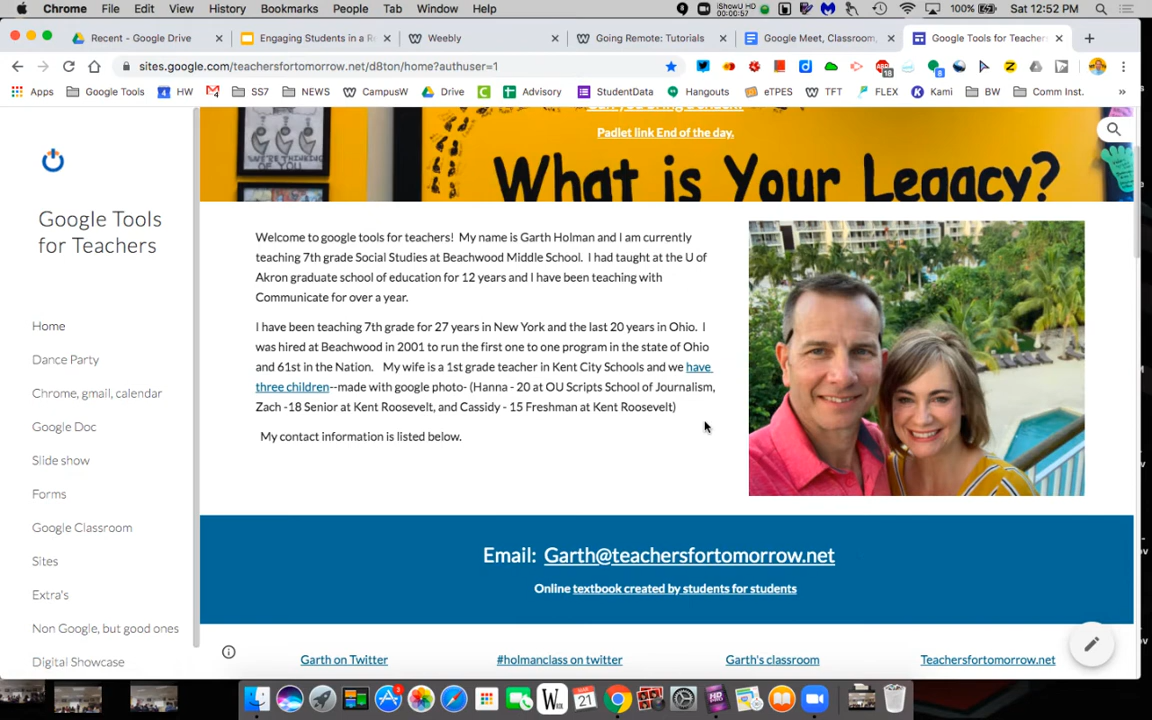 Chrome File Edit View History Bookmarks People Tab Window Help iShowU HD 00:00:57 100% Sat 12:52 PM
Recent - Google Drive Engaging Students in a R Weebly Going Remote: Tutorials Google Meet, Classroom, Google Tools for Teachers
sites.google.com/teachersfortomorrow.net/d8ton/home?authuser=1
Apps Google Tools HW SS7 NEWS CampusW Drive Advisory StudentData Hangouts eTPES TFT FLEX Kami BW Comm Inst. »
Padlet link End of the day.
WE'RE THINKING
OF YOU
What is Your Legacy?
Google Tools
for Teachers
Home
Dance Party
Chrome, gmail, calendar
Google Doc
Slide show
Forms
Google Classroom
Sites
Extra's
Non Google, but good ones
Digital Showcase
Welcome to google tools for teachers! My name is Garth Holman and I am currently
teaching 7th grade Social Studies at Beachwood Middle School. I had taught at the U of
Akron graduate school of education for 12 years and I have been teaching with
Communicate for over a year.
I have been teaching 7th grade for 27 years in New York and the last 20 years in Ohio. I
was hired at Beachwood in 2001 to run the first one to one program in the state of Ohio
and 61st in the Nation. My wife is a 1st grade teacher in Kent City Schools and we have
three children--made with google photo- (Hanna - 20 at OU Scripts School of Journalism,
Zach -18 Senior at Kent Roosevelt, and Cassidy - 15 Freshman at Kent Roosevelt)
My contact information is listed below.
Email: Garth@teachersfortomorrow.net
Online textbook created by students for students
Garth on Twitter #holmanclass on twitter Garth's classroom Teachersfortomorrow.net